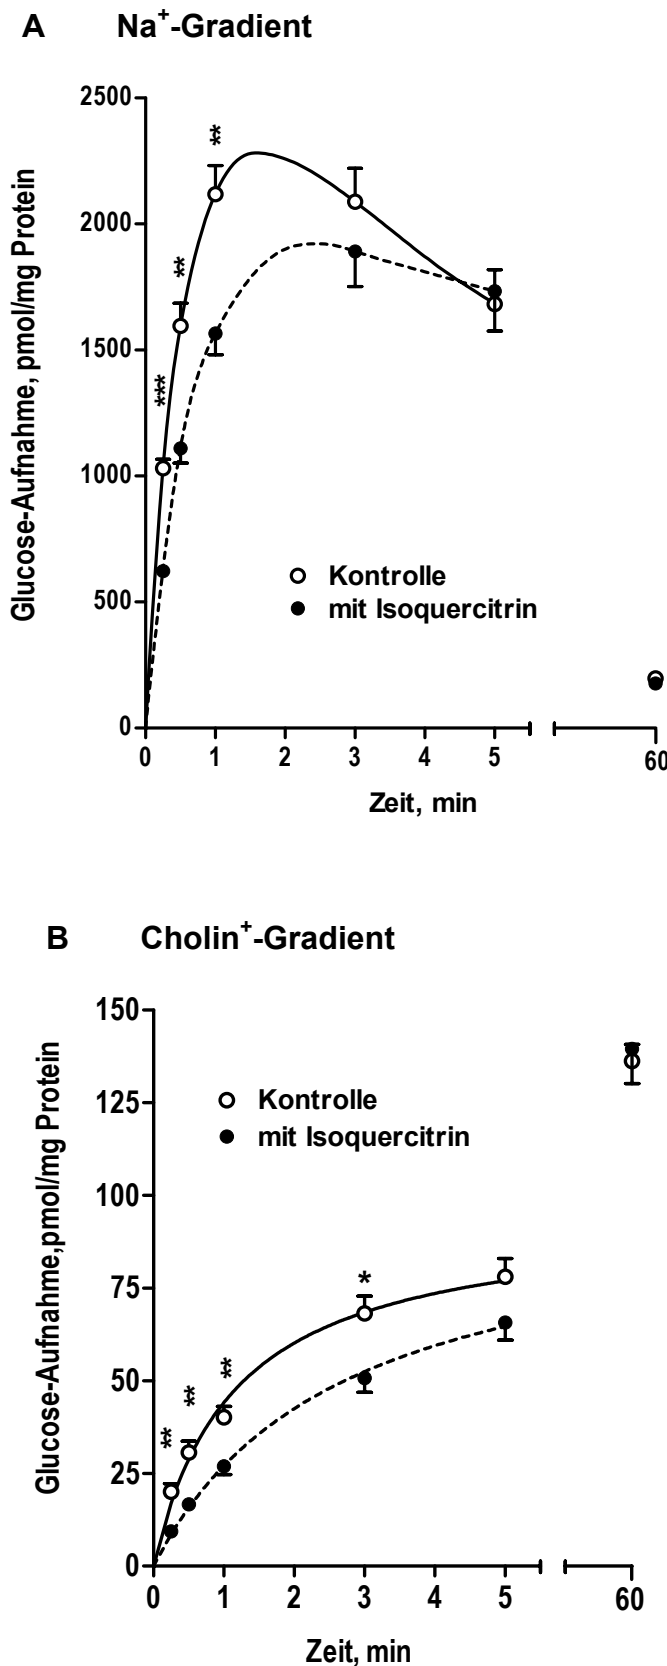 A Na⁺-Gradient
2500
2000
1500
1000
500
0
Glucose-Aufnahme, pmol/mg Protein
***
**
**
Kontrolle
mit Isoquercitrin
0 1 2 3 4 5 60
Zeit, min
B Cholin⁺-Gradient
150
125
100
75
50
25
0
Glucose-Aufnahme,pmol/mg Protein
Kontrolle
mit Isoquercitrin
**
**
**
*
0 1 2 3 4 5 60
Zeit, min